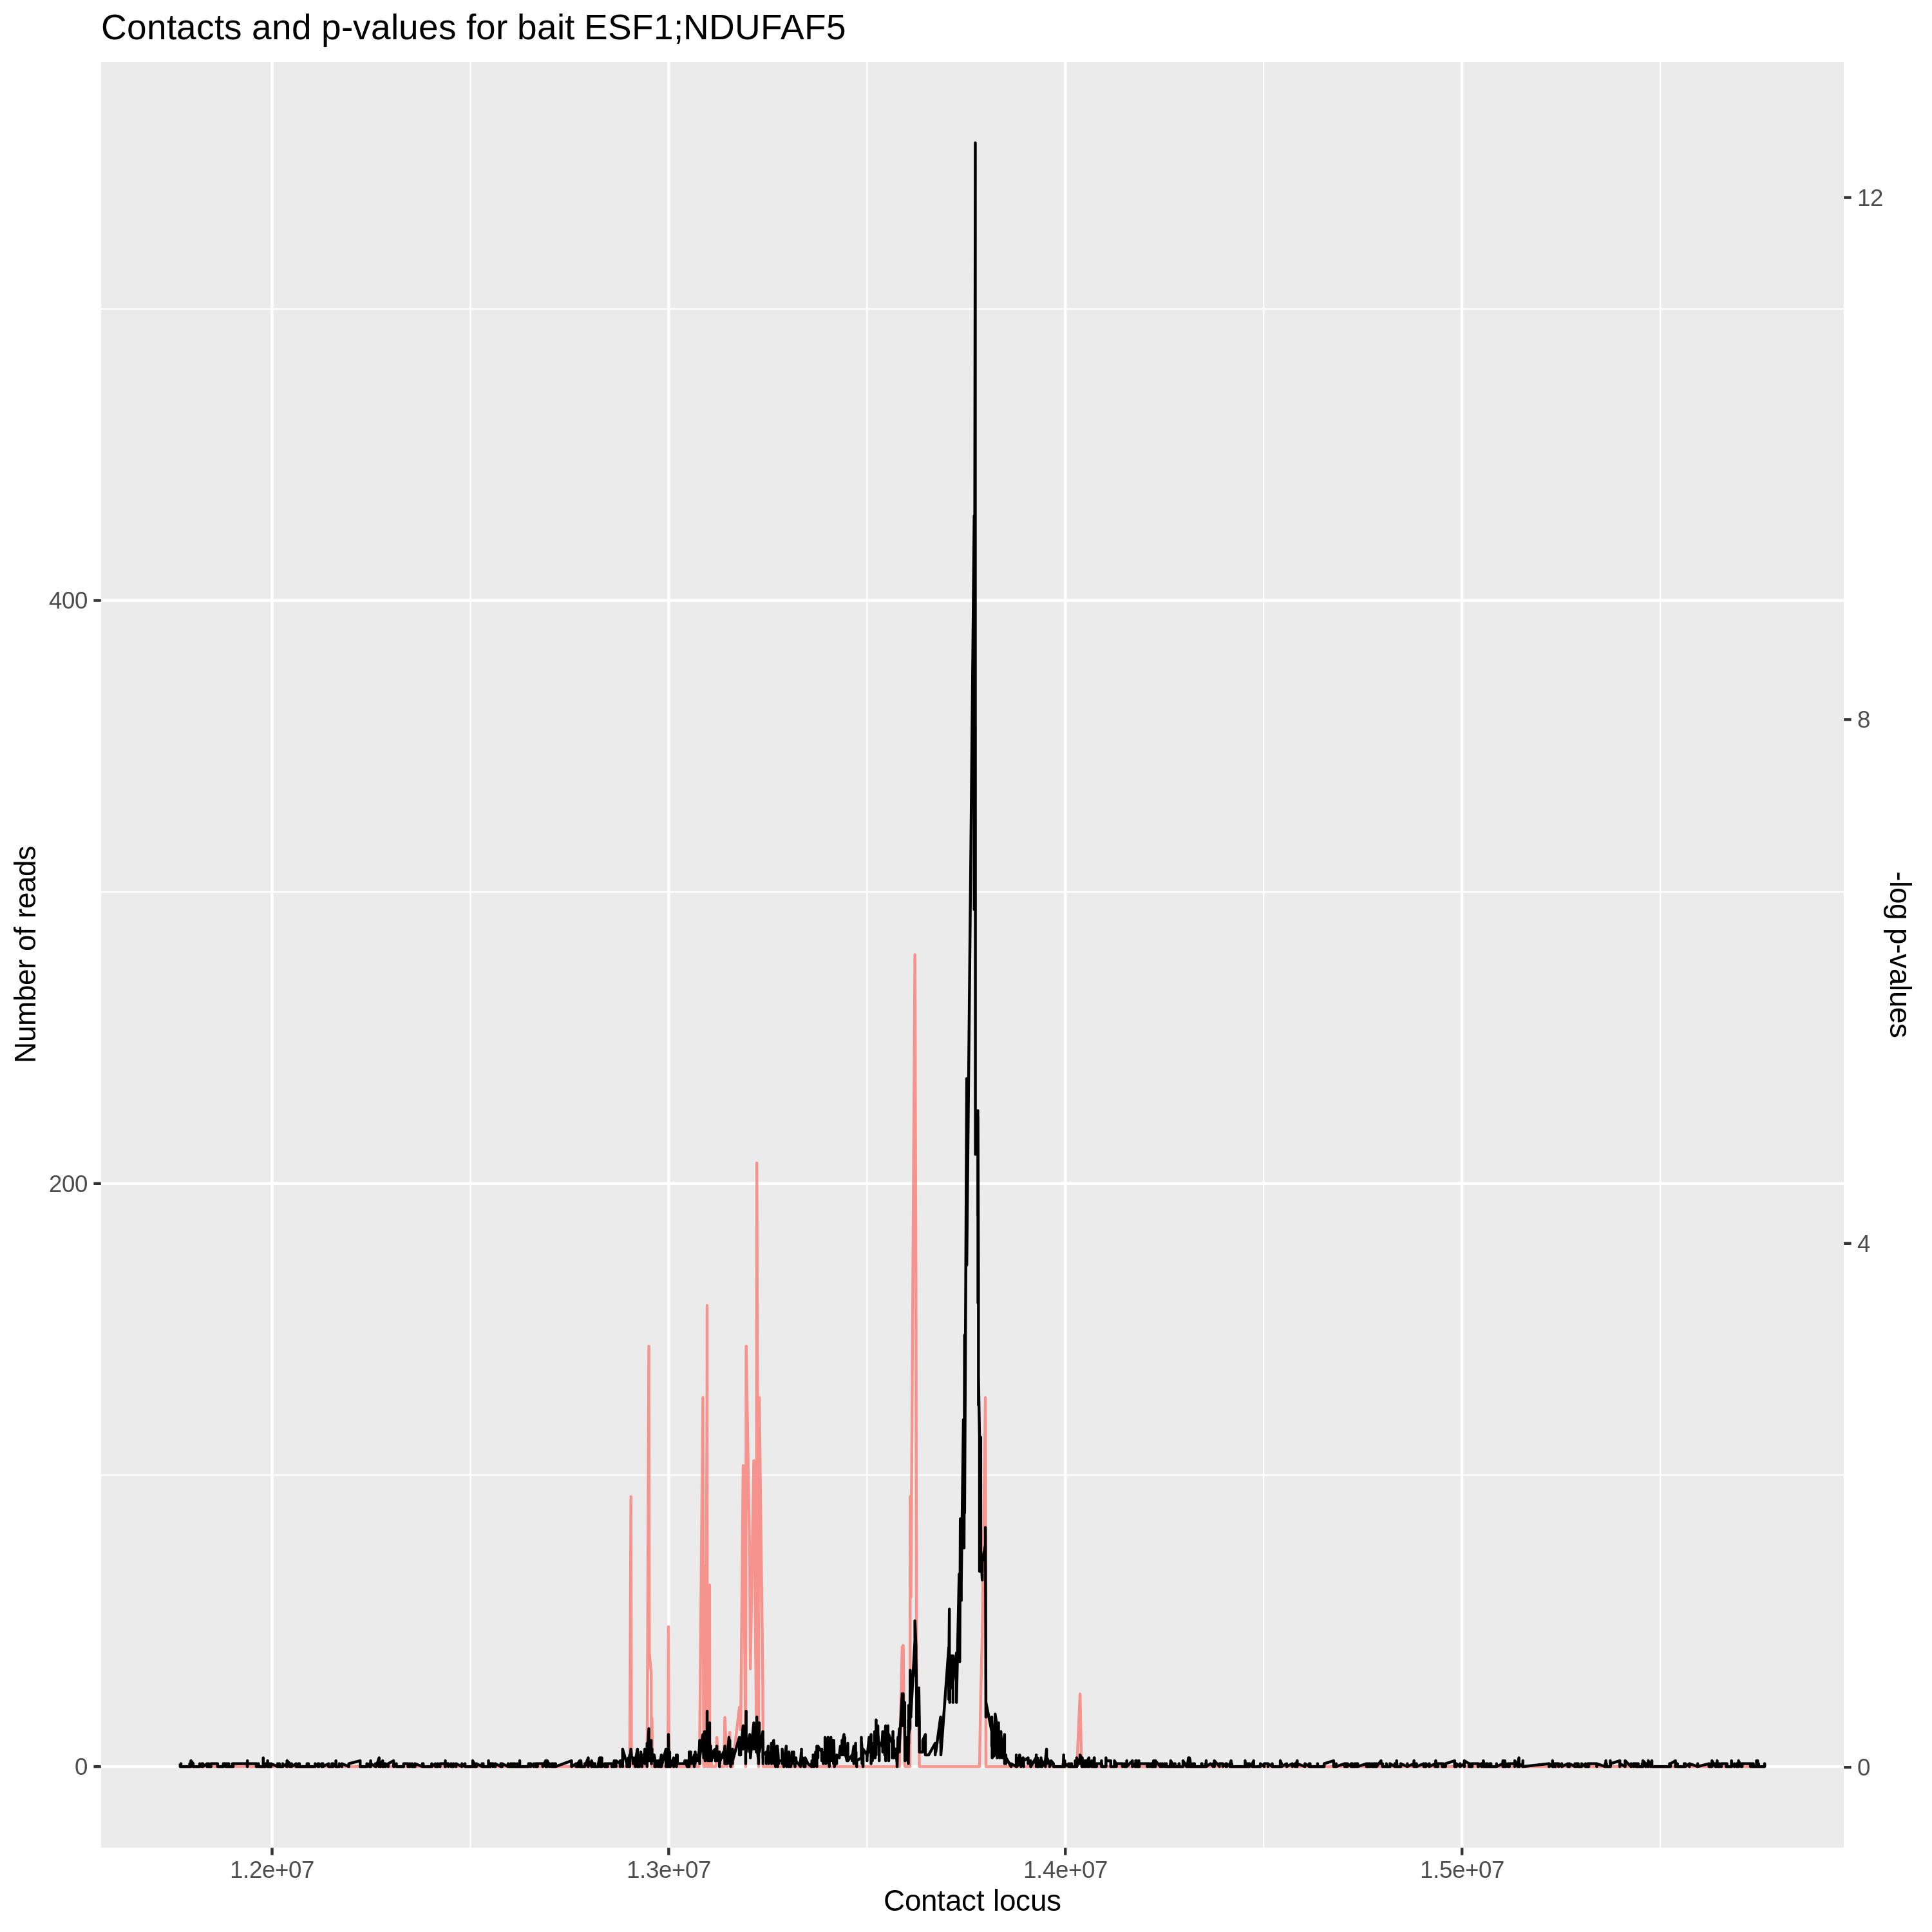 Contacts and p-values for bait ESF1;NDUFAF5
Number of reads
400
200
0
12
8
4
0
-log p-values
1.2e+07
1.3e+07
1.4e+07
1.5e+07
Contact locus